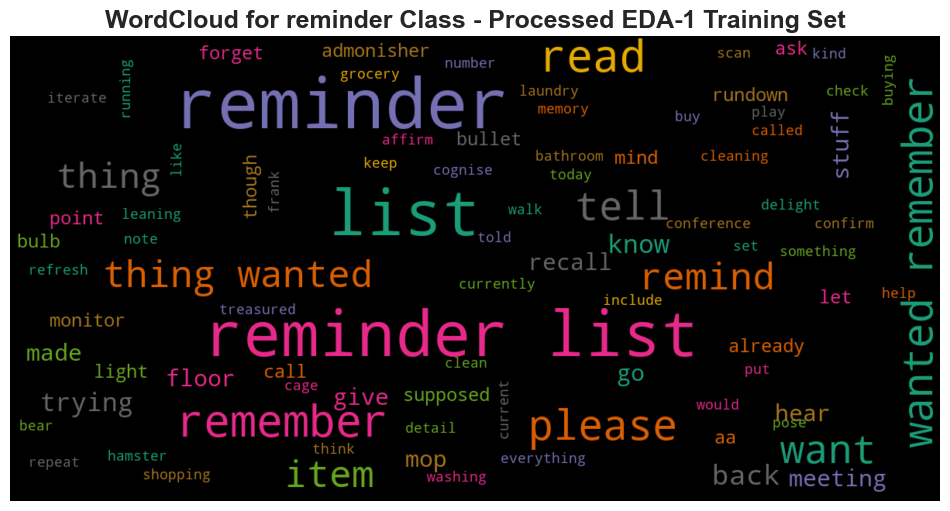 WordCloud for reminder Class - Processed EDA-1 Training Set
forget
admonisher
number
grocery
read
scan
ask
kind
iterate
running
reminder
laundry
memory
rundown
check
buying
buy
play
called
stuff
affirm
bullet
keep
cognise
bathroom
today
mind
cleaning
thing
like
though
frank
point
leaning
bulb
note
list
walk
told
tell
know
conference
delight
confirm
set
something
wanted remember
refresh
thing wanted
recall
currently
remind
include
let
help
treasured
monitor
reminder list
already
made
light
floor
call
cage
clean
give
supposed
go
put
trying
bear
remember
detail
current
please
would
hear
pose
aa
want
repeat
hamster
shopping
item
think
mop
washing
everything
back
meeting